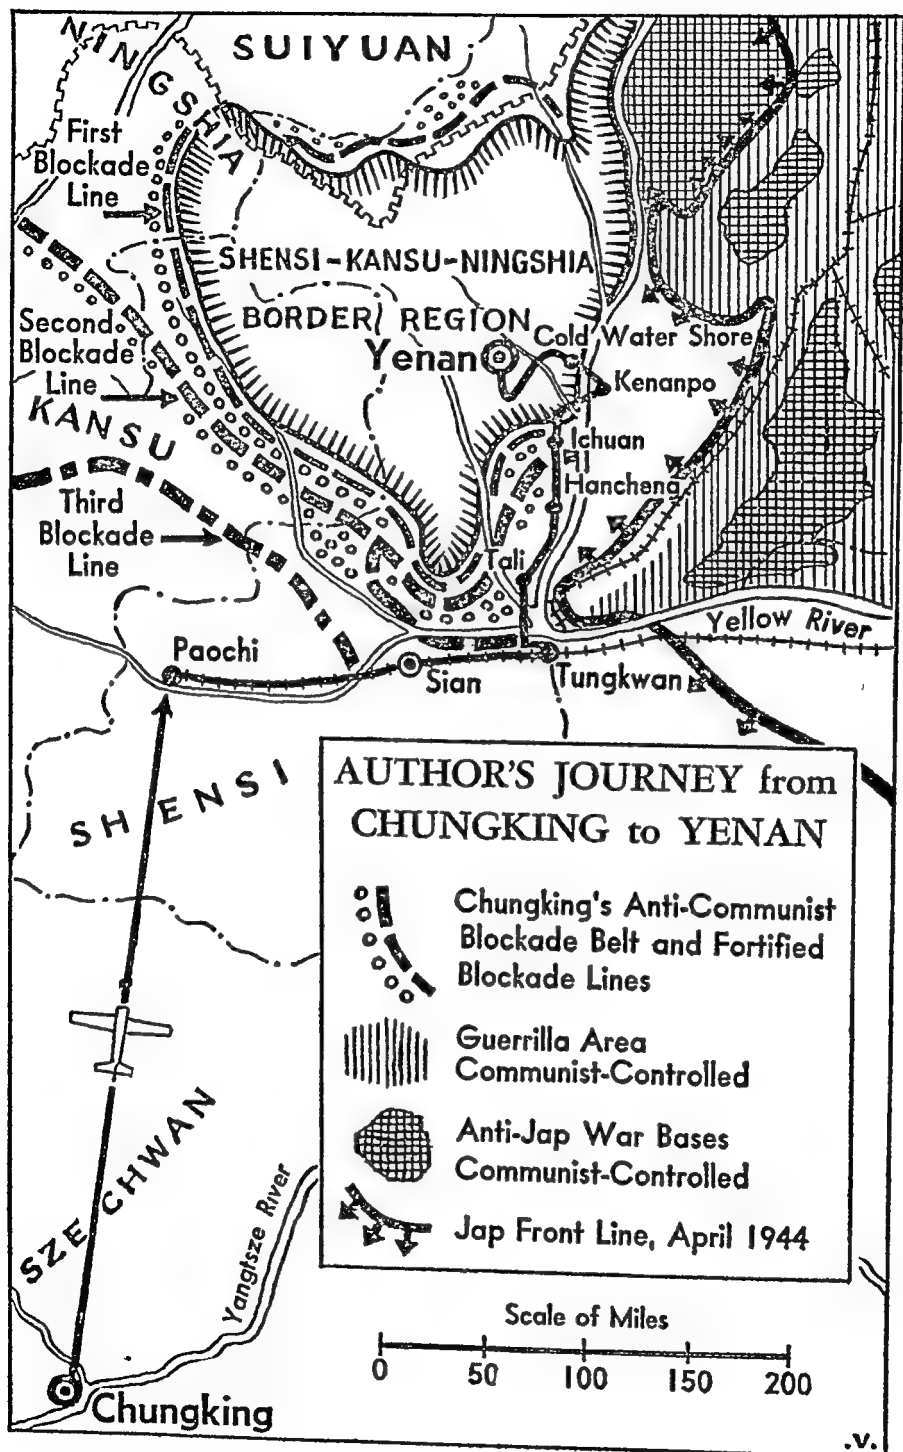 SUIYUAN
NINGSHIA
First
Blockade
Line
SHENSI-KANSU-NINGSHIA
BORDER REGION
Second
Blockade
Line
Cold Water Shore
Yenan
Kenanpo
KANSU
Ichuan
Hancheng
Third
Blockade
Line
Tali
Yellow River
Paochi
Sian
Tungkwan
SHENSI
AUTHOR'S JOURNEY from
CHUNGKING to YENAN
Chungking's Anti-Communist
Blockade Belt and Fortified
Blockade Lines
Guerrilla Area
Communist-Controlled
Anti-Jap War Bases
Communist-Controlled
Jap Front Line, April 1944
SZE CHWAN
Yangtsze River
Scale of Miles
0 50 100 150 200
Chungking
.v.